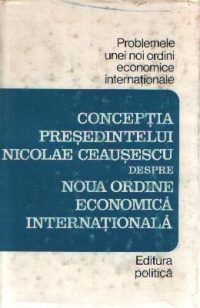 Problemele
unei noi ordini
economice
internaționale
CONCEPȚIA
PREȘEDINTELUI
NICOLAE CEAUȘESCU
DESPRE
NOUA ORDINE
ECONOMICĂ
INTERNAȚIONALĂ
Editura
politică